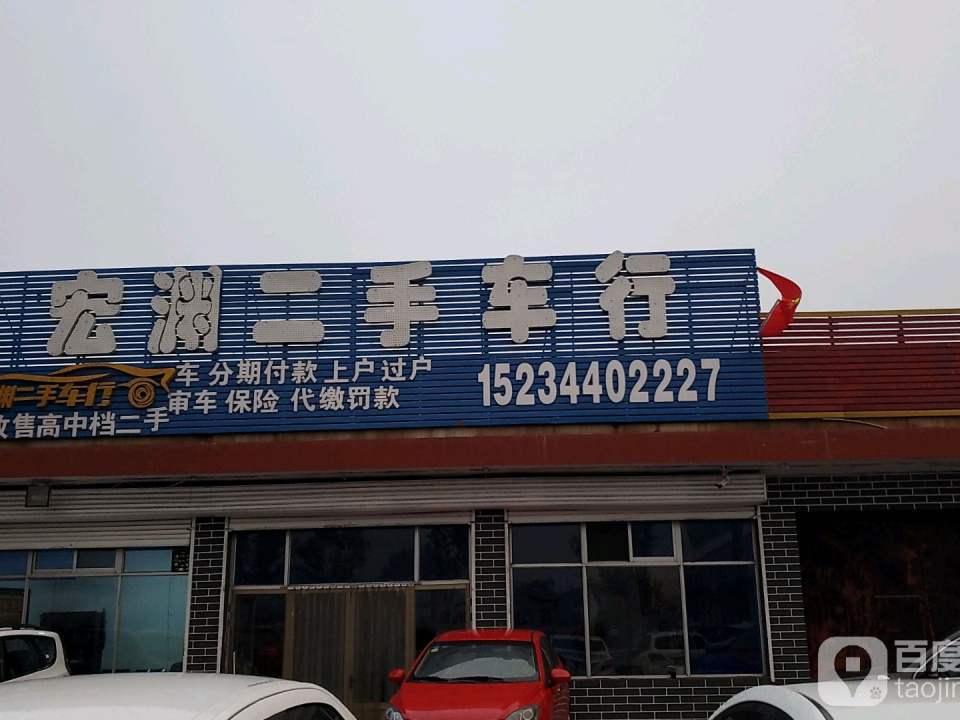 宏渊二手车行
渊二手车行
车 分期付款 上户 过户
收售高中档二手
审车 保险 代缴罚款
15234402227
百度
taojin